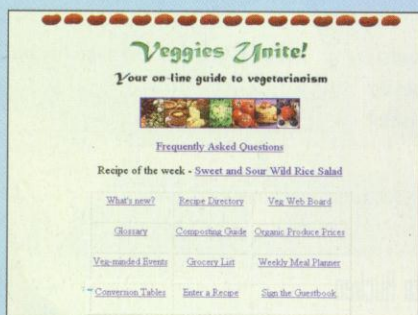 Veggies Unite!
Your on-line guide to vegetarianism
Frequently Asked Questions
Recipe of the week - Sweet and Sour Wild Rice Salad
What's new? Recipe Directory Veg Web Board
Glossary Composting Guide Organic Produce Prices
Veg-minded Events Grocery List Weekly Meal Planner
Conversion Tables Enter a Recipe Sign the Guestbook